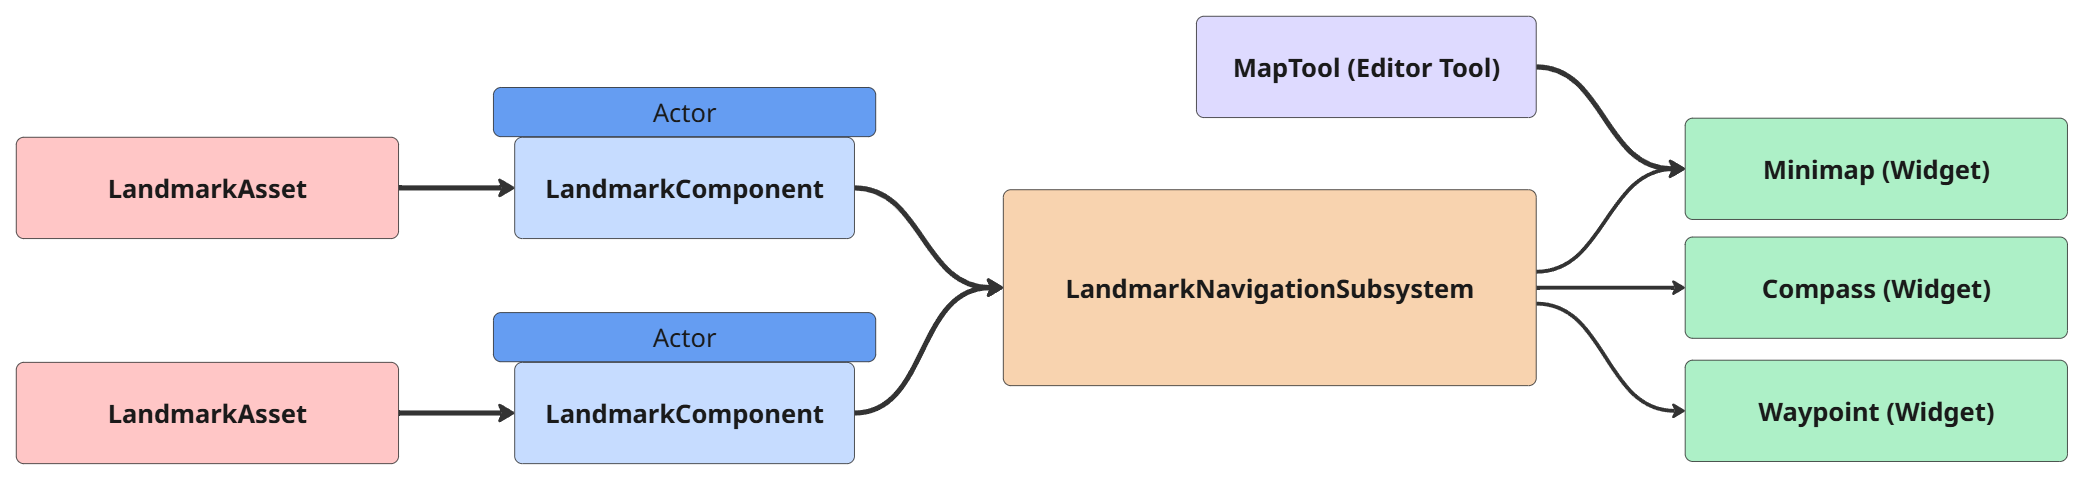 MapTool (Editor Tool)
Actor
LandmarkAsset
LandmarkComponent
Minimap (Widget)
LandmarkNavigationSubsystem
Compass (Widget)
Actor
LandmarkAsset
LandmarkComponent
Waypoint (Widget)